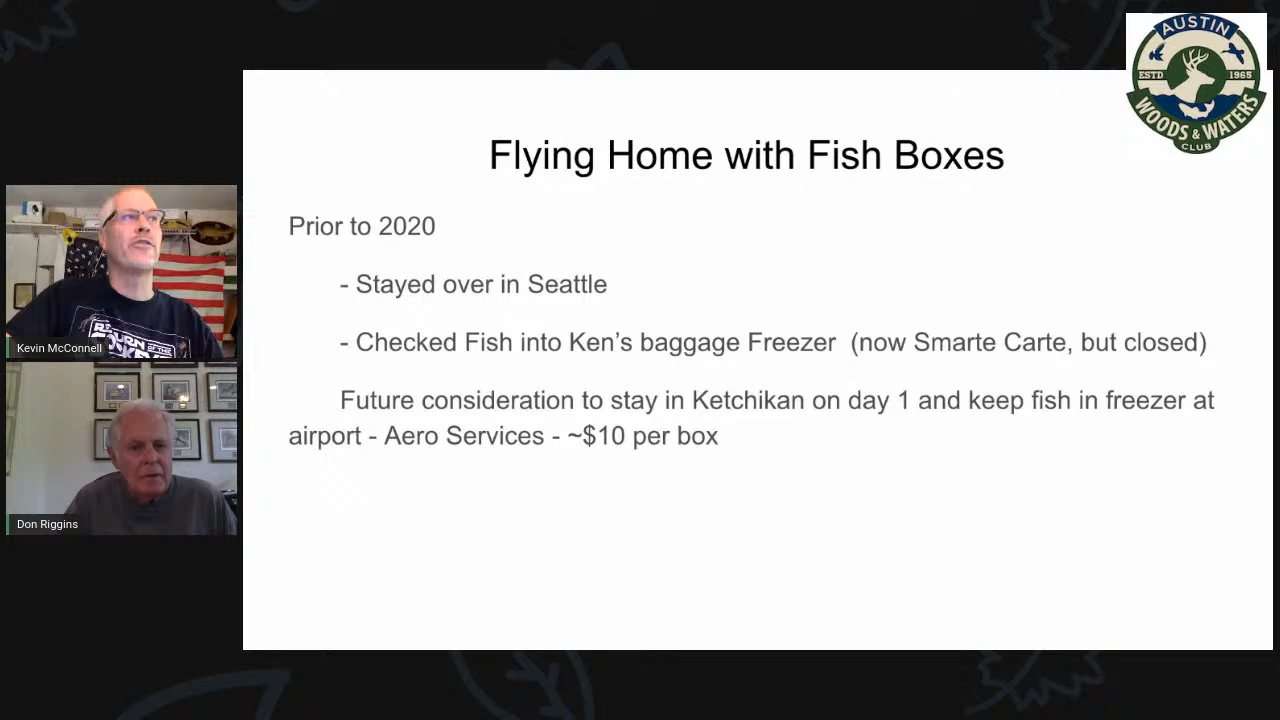 AUSTIN
ESTD 1965
WOODS & WATERS
CLUB
Flying Home with Fish Boxes
Prior to 2020
- Stayed over in Seattle
- Checked Fish into Ken’s baggage Freezer (now Smarte Carte, but closed)
Future consideration to stay in Ketchikan on day 1 and keep fish in freezer at
airport - Aero Services - ~$10 per box
OF THE
Kevin McConnell
Don Riggins